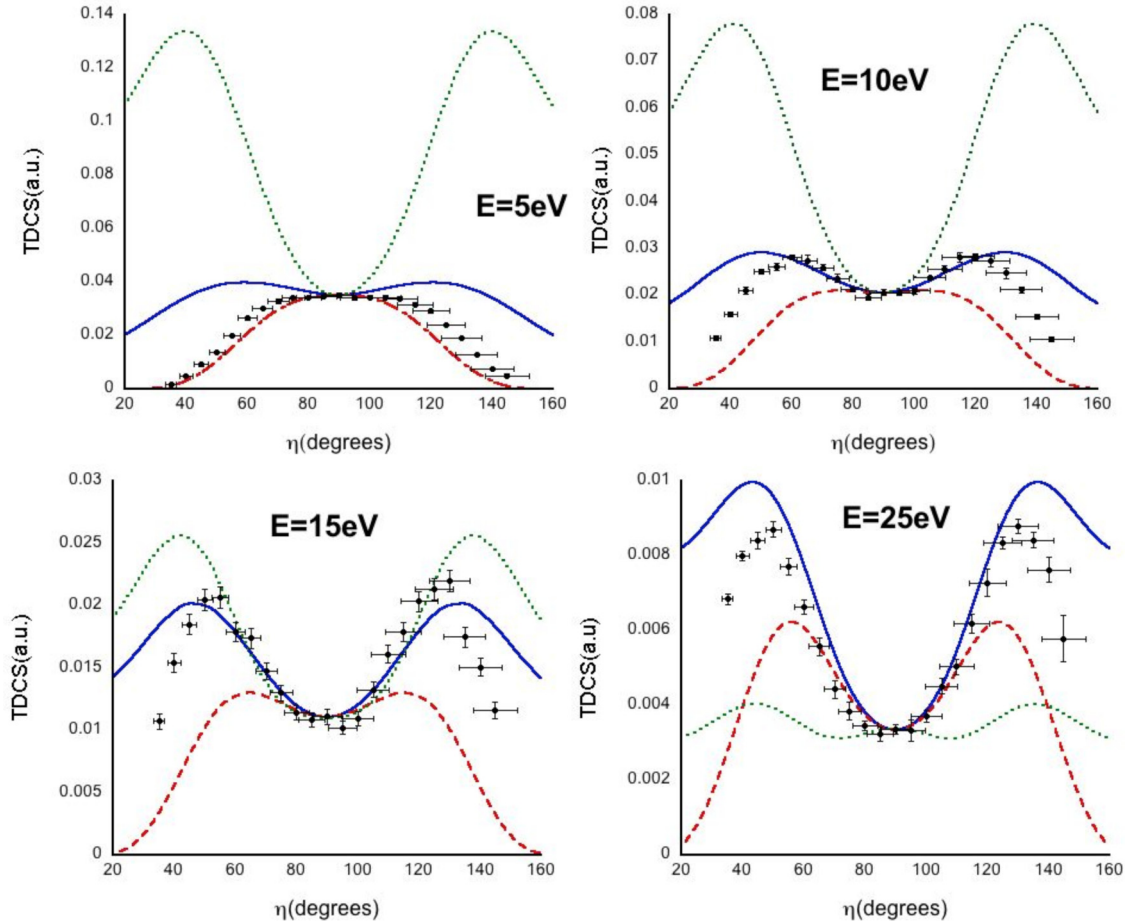 0.14
0.12
0.1
0.08
0.06
0.04
0.02
0
TDCS(a.u.)
E=5eV
20 40 60 80 100 120 140 160
η(degrees)
0.08
0.07
0.06
0.05
0.04
0.03
0.02
0.01
0
TDCS(a.u.)
E=10eV
20 40 60 80 100 120 140 160
η(degrees)
0.03
0.025
0.02
0.015
0.01
0.005
0
TDCS(a.u.)
E=15eV
20 40 60 80 100 120 140 160
η(degrees)
0.01
0.008
0.006
0.004
0.002
0
TDCS(a.u)
E=25eV
20 40 60 80 100 120 140 160
η(degrees)